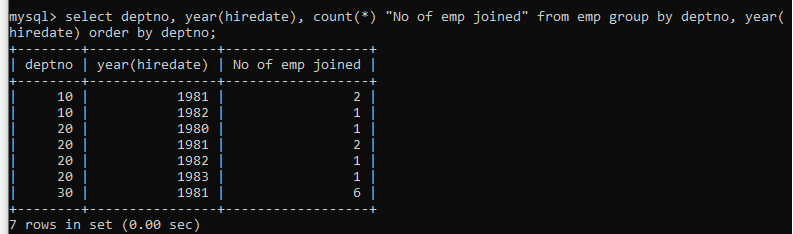 mysql> select deptno, year(hiredate), count(*) "No of emp joined" from emp group by deptno, year(
hiredate) order by deptno;
+--------+----------------+------------------+
| deptno | year(hiredate) | No of emp joined |
+--------+----------------+------------------+
|     10 |           1981 |                2 |
|     10 |           1982 |                1 |
|     20 |           1980 |                1 |
|     20 |           1981 |                2 |
|     20 |           1982 |                1 |
|     20 |           1983 |                1 |
|     30 |           1981 |                6 |
+--------+----------------+------------------+
7 rows in set (0.00 sec)